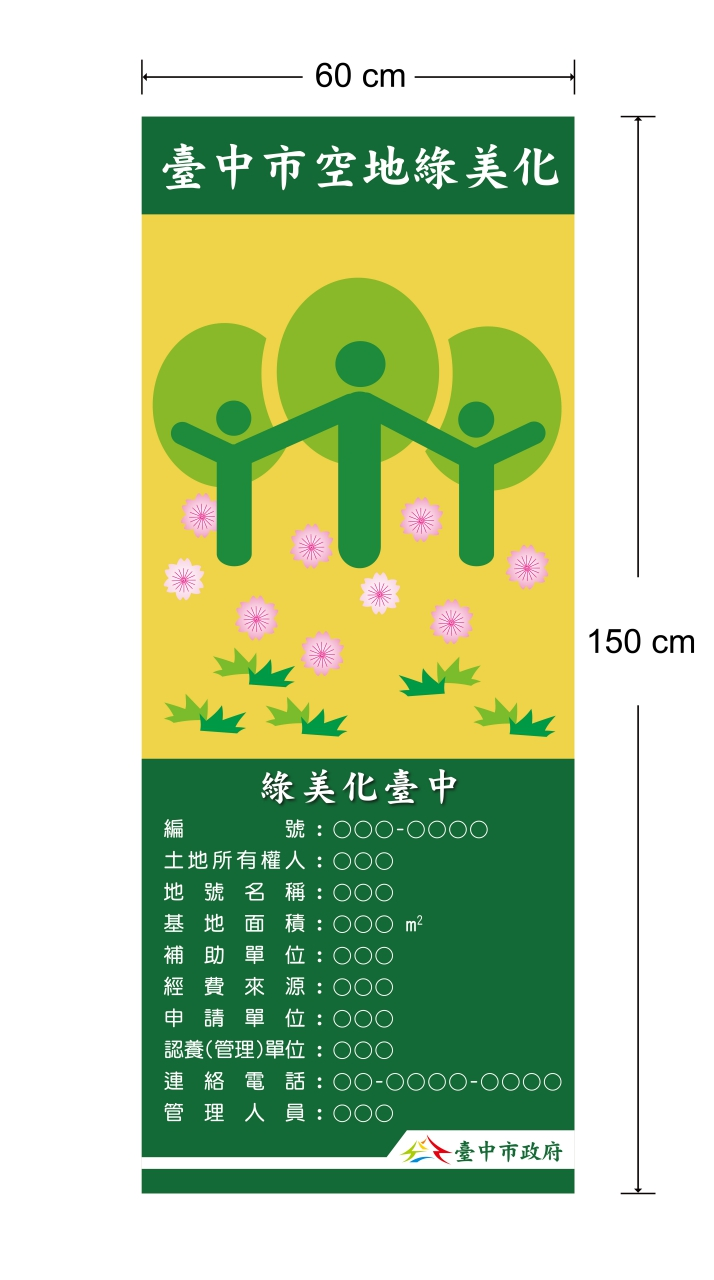 60 cm
臺中市空地綠美化
150 cm
綠美化臺中
編號：○○○-○○○○
土地所有權人：○○○
地號名稱：○○○
基地面積：○○○ m²
補助單位：○○○
經費來源：○○○
申請單位：○○○
認養(管理)單位：○○○
連絡電話：○○-○○○○-○○○○
管理人員：○○○
臺中市政府